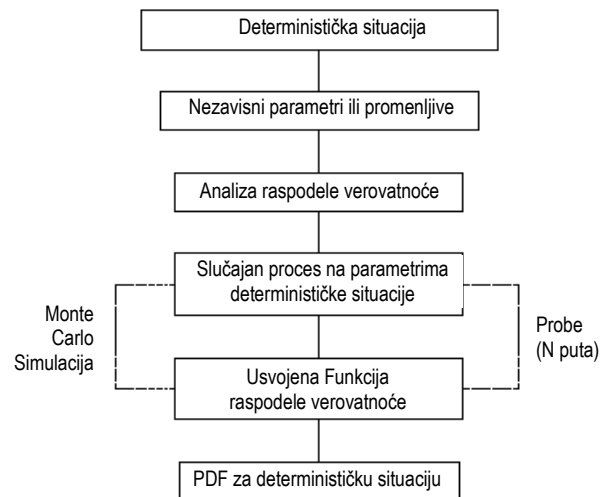 Deterministička situacija
Nezavisni parametri ili promenljive
Analiza raspodele verovatnoće
Slučajan proces na parametrima
determinističke situacije
Monte
Carlo
Simulacija
Probe
(N puta)
Usvojena Funkcija
raspodele verovatnoće
PDF za determinističku situaciju